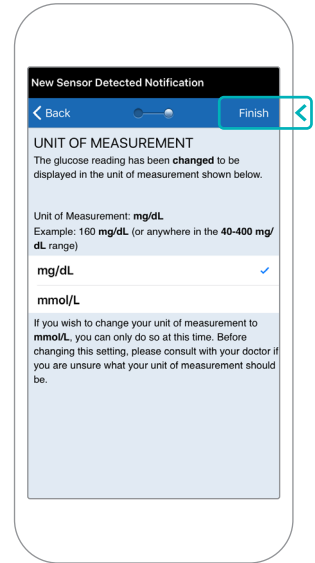 New Sensor Detected Notification
Back
Finish
UNIT OF MEASUREMENT
The glucose reading has been changed to be
displayed in the unit of measurement shown below.
Unit of Measurement: mg/dL
Example: 160 mg/dL (or anywhere in the 40-400 mg/
dL range)
mg/dL
mmol/L
If you wish to change your unit of measurement to
mmol/L, you can only do so at this time. Before
changing this setting, please consult with your doctor if
you are unsure what your unit of measurement should
be.